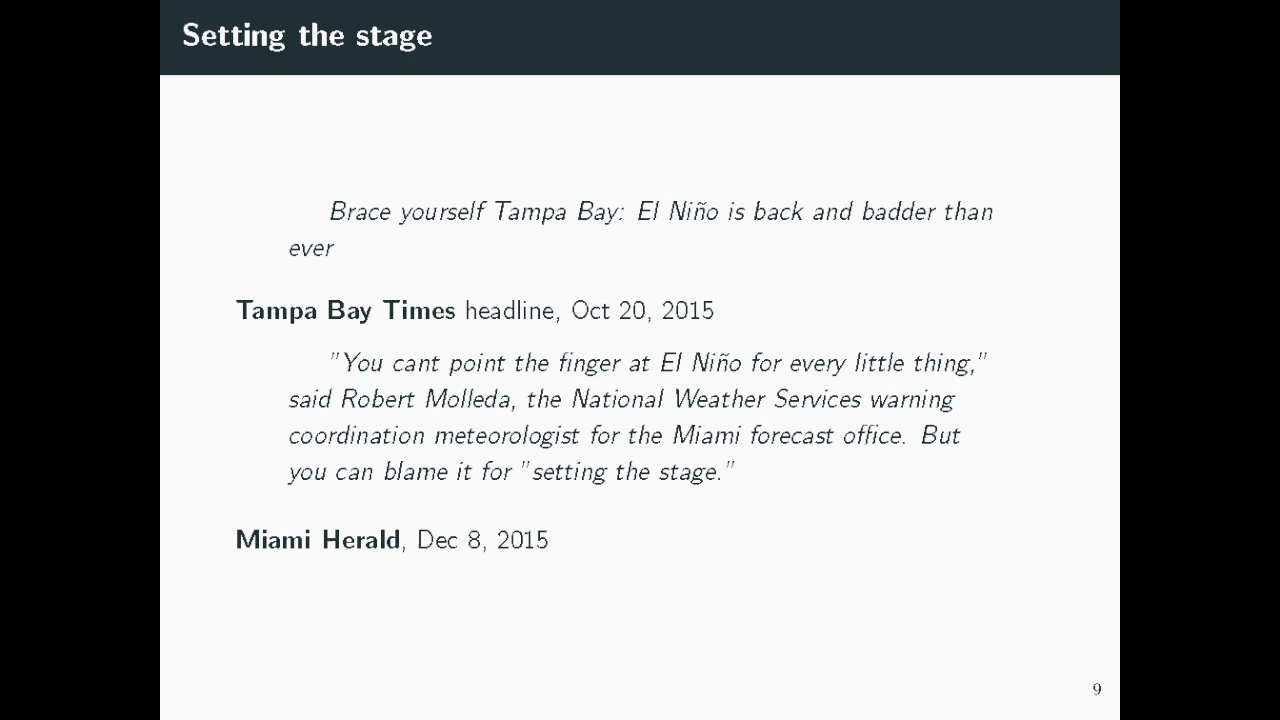 Setting the stage
Brace yourself Tampa Bay: El Niño is back and badder than
ever
Tampa Bay Times headline, Oct 20, 2015
"You cant point the finger at El Niño for every little thing,"
said Robert Molleda, the National Weather Services warning
coordination meteorologist for the Miami forecast office. But
you can blame it for "setting the stage."
Miami Herald, Dec 8, 2015
9